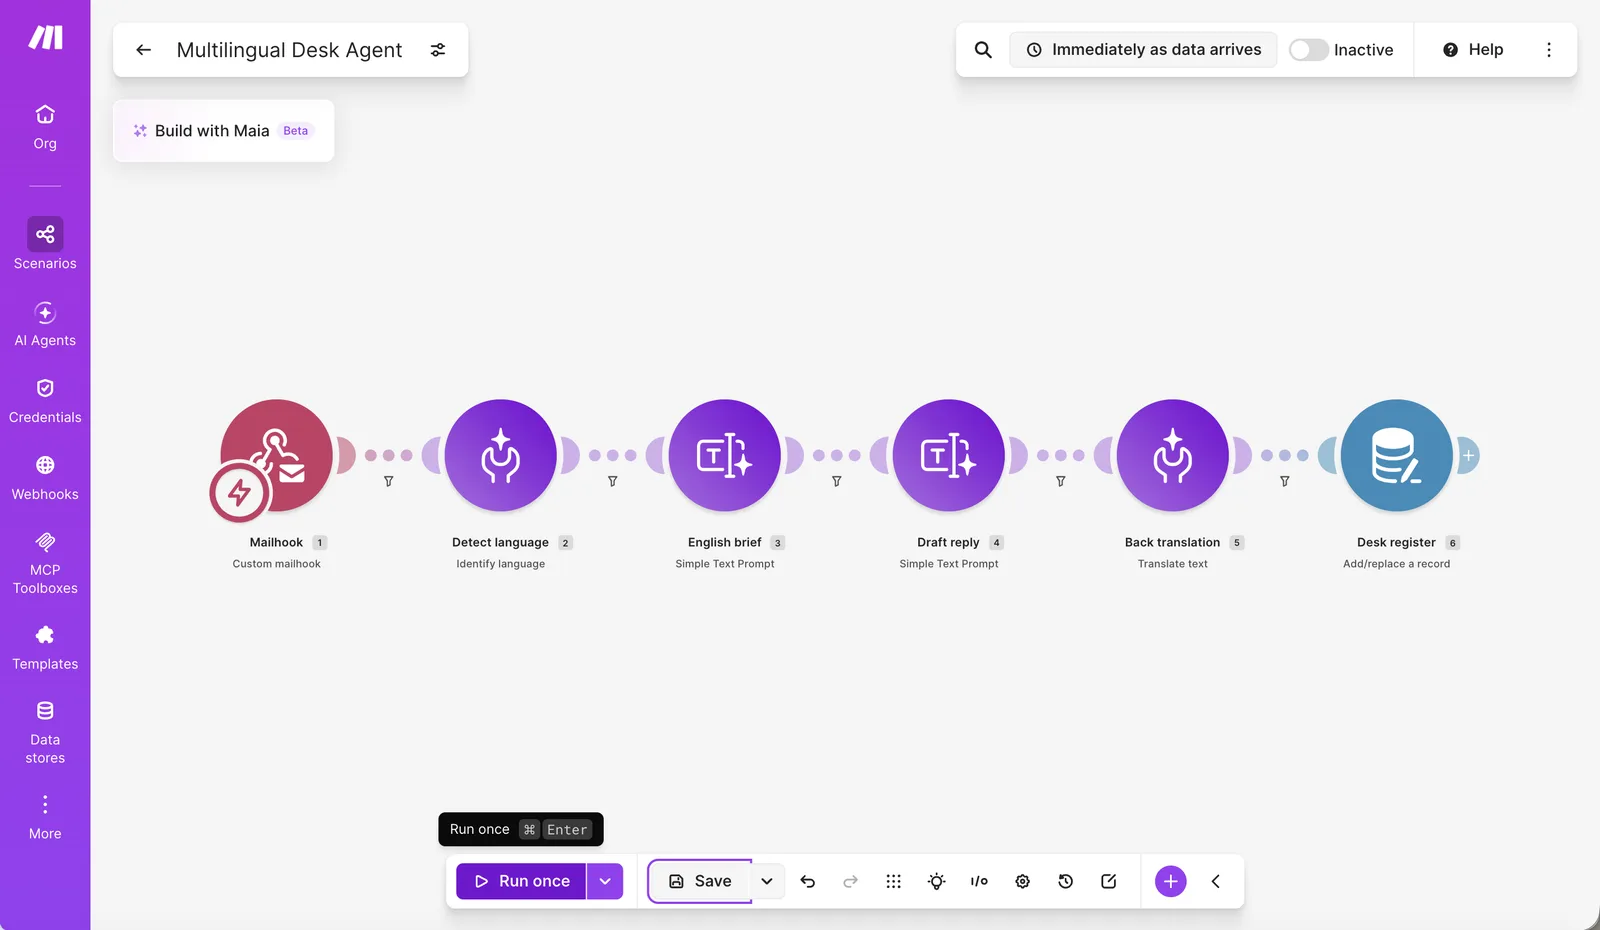 Multilingual Desk Agent
Immediately as data arrives
Inactive
Help
Build with Maia Beta
Org
Scenarios
AI Agents
Credentials
Webhooks
MCP
Toolboxes
Templates
Data
stores
More
Mailhook 1
Custom mailhook
Detect language 2
Identify language
English brief 3
Simple Text Prompt
Draft reply 4
Simple Text Prompt
Back translation 5
Translate text
Desk register 6
Add/replace a record
Run once ⌘ Enter
Run once
Save